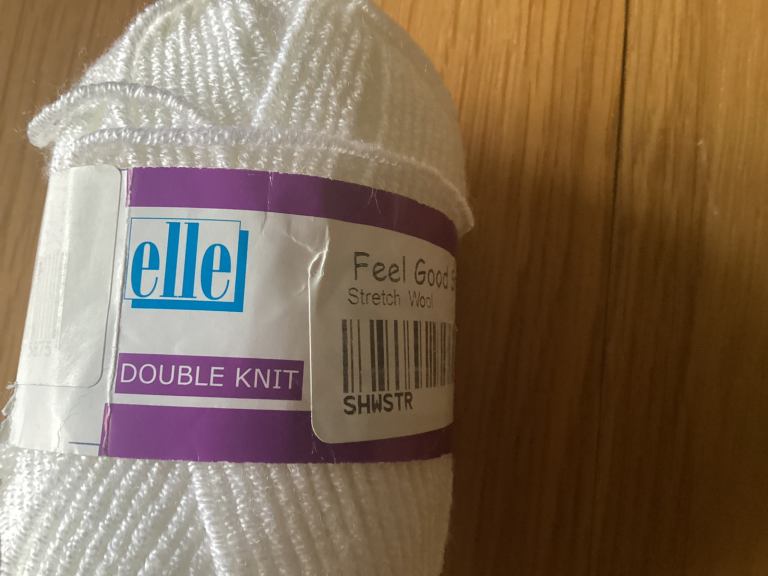 elle
DOUBLE KNIT
Feel Good
Stretch Wool
SHWSTR